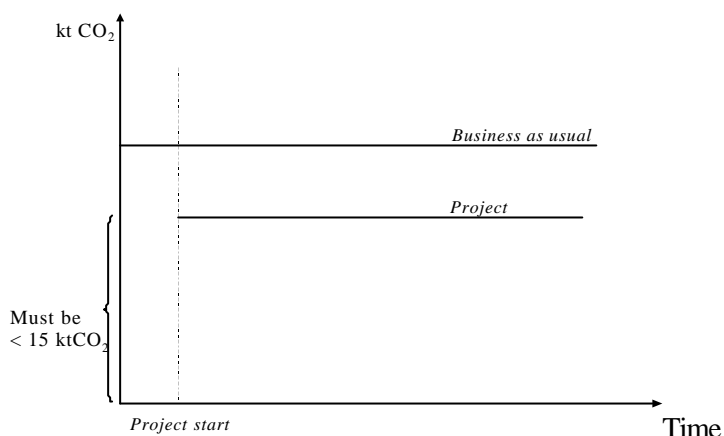 kt CO₂
Business as usual
Project
Must be
< 15 ktCO₂
Project start
Time